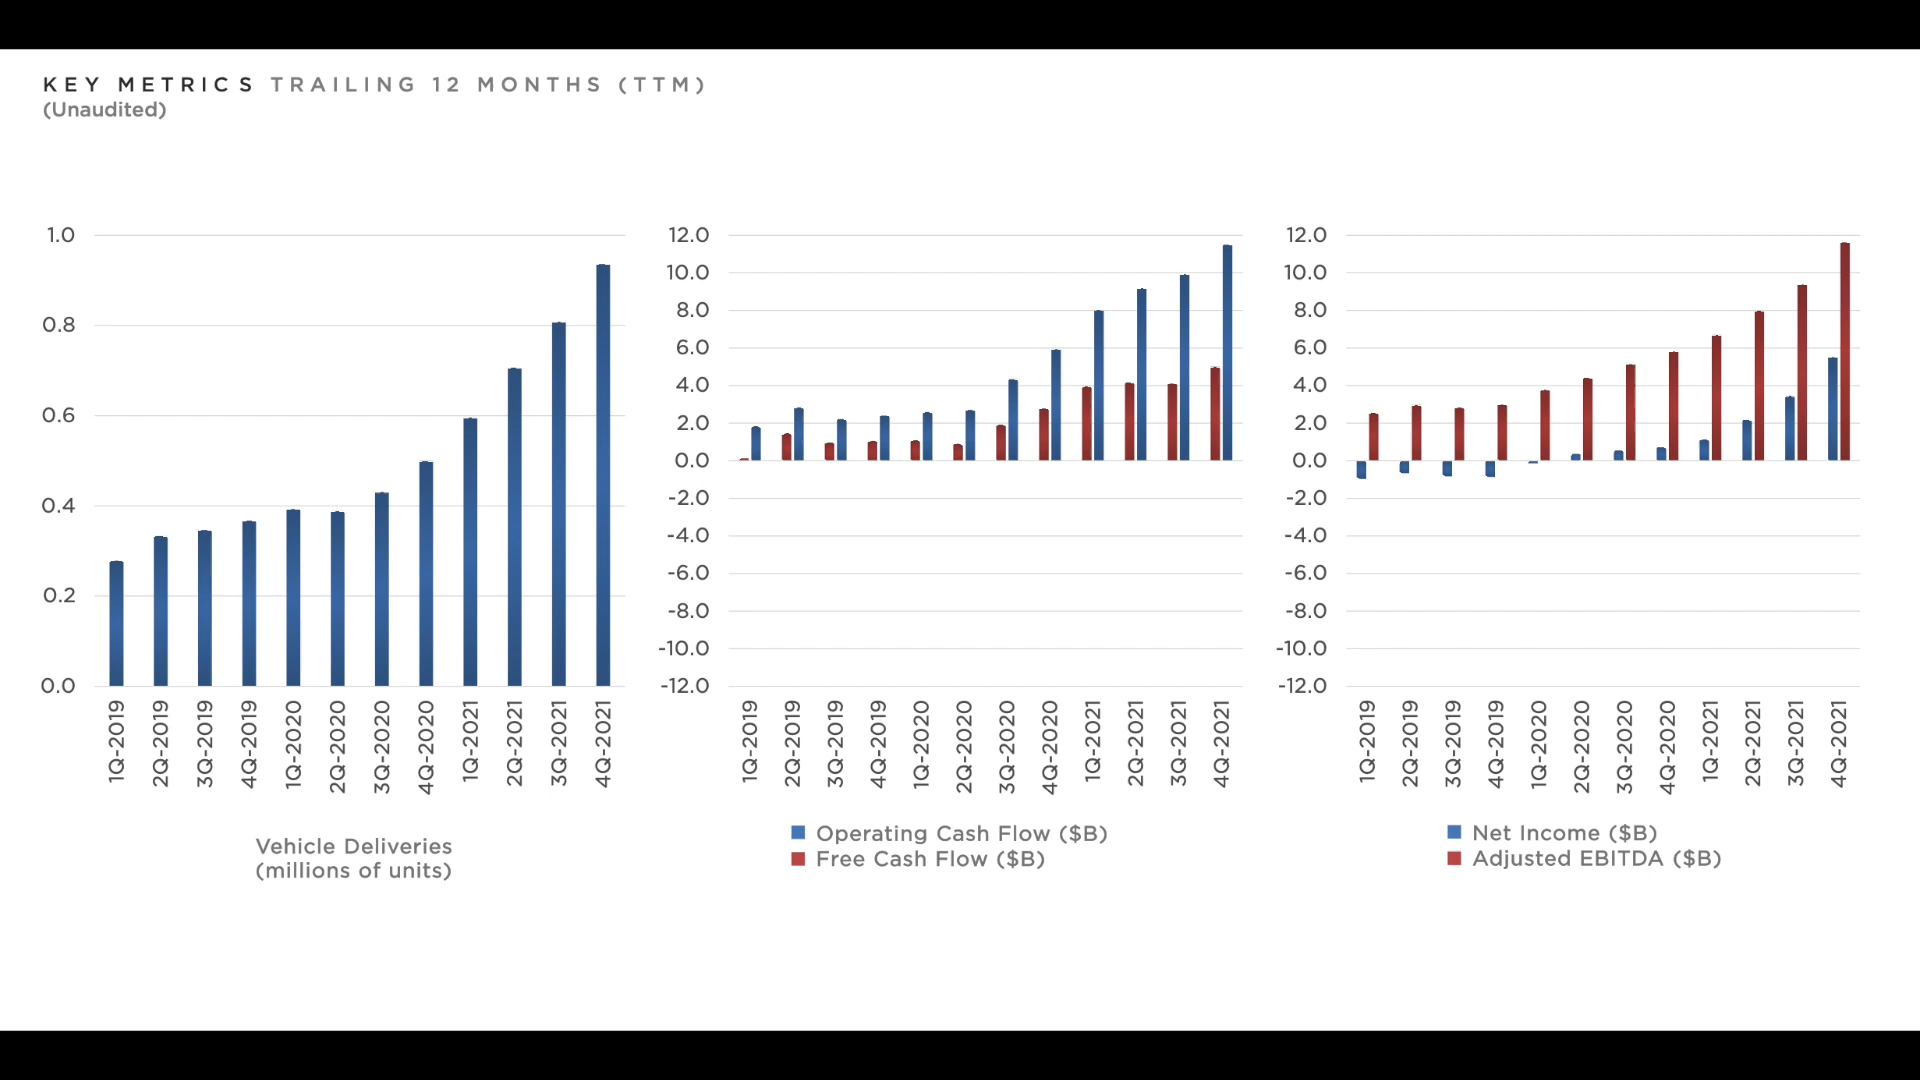 KEY METRICS TRAILING 12 MONTHS (TTM)
(Unaudited)
1.0
0.8
0.6
0.4
0.2
0.0
1Q-2019
2Q-2019
3Q-2019
4Q-2019
1Q-2020
2Q-2020
3Q-2020
4Q-2020
1Q-2021
2Q-2021
3Q-2021
4Q-2021
Vehicle Deliveries
(millions of units)
12.0
10.0
8.0
6.0
4.0
2.0
0.0
-2.0
-4.0
-6.0
-8.0
-10.0
-12.0
1Q-2019
2Q-2019
3Q-2019
4Q-2019
1Q-2020
2Q-2020
3Q-2020
4Q-2020
1Q-2021
2Q-2021
3Q-2021
4Q-2021
Operating Cash Flow ($B)
Free Cash Flow ($B)
12.0
10.0
8.0
6.0
4.0
2.0
0.0
-2.0
-4.0
-6.0
-8.0
-10.0
-12.0
1Q-2019
2Q-2019
3Q-2019
4Q-2019
1Q-2020
2Q-2020
3Q-2020
4Q-2020
1Q-2021
2Q-2021
3Q-2021
4Q-2021
Net Income ($B)
Adjusted EBITDA ($B)